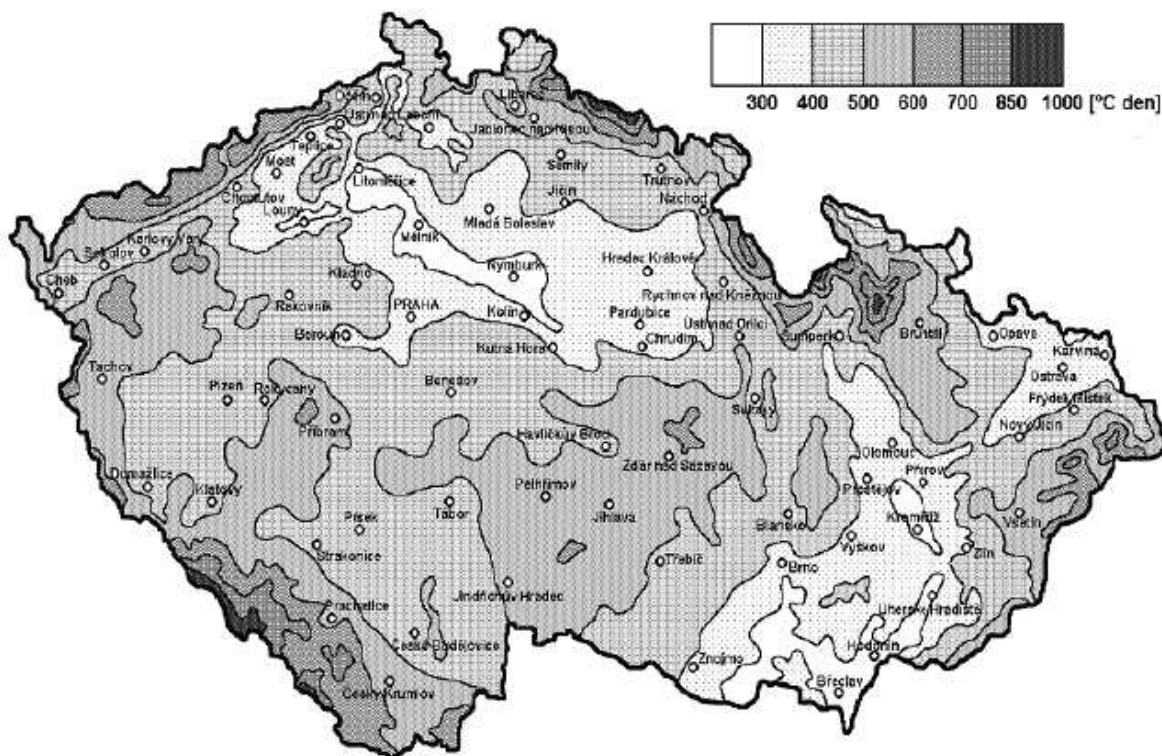 300 400 500 600 700 850 1000 [°C den]
Děčín
Liberec
Ústí nad Labem
Jablonec nad Nisou
Teplice
Most
Semily
Litoměřice
Trutnov
Chomutov
Jičín
Náchod
Louny
Mladá Boleslav
Mělník
Karlovy Vary
Sokolov
Hradec Králové
Nymburk
Cheb
Kladno
Rakovník
Rychnov nad Kněžnou
PRAHA
Kolín
Pardubice
Ústí nad Orlicí
Beroun
Kutná Hora
Chrudim
Šumperk
Bruntál
Opava
Karviná
Tachov
Ostrava
Plzeň
Rokycany
Benešov
Svitavy
Frýdek Místek
Příbram
Nový Jičín
Havlíčkův Brod
Olomouc
Žďár nad Sázavou
Přerov
Domažlice
Klatovy
Pelhřimov
Prostějov
Tábor
Jihlava
Kroměříž
Písek
Blansko
Vsetín
Vyškov
Strakonice
Zlín
Třebíč
Brno
Jindřichův Hradec
Uherské Hradiště
Prachatice
České Budějovice
Hodonín
Znojmo
Český Krumlov
Břeclav